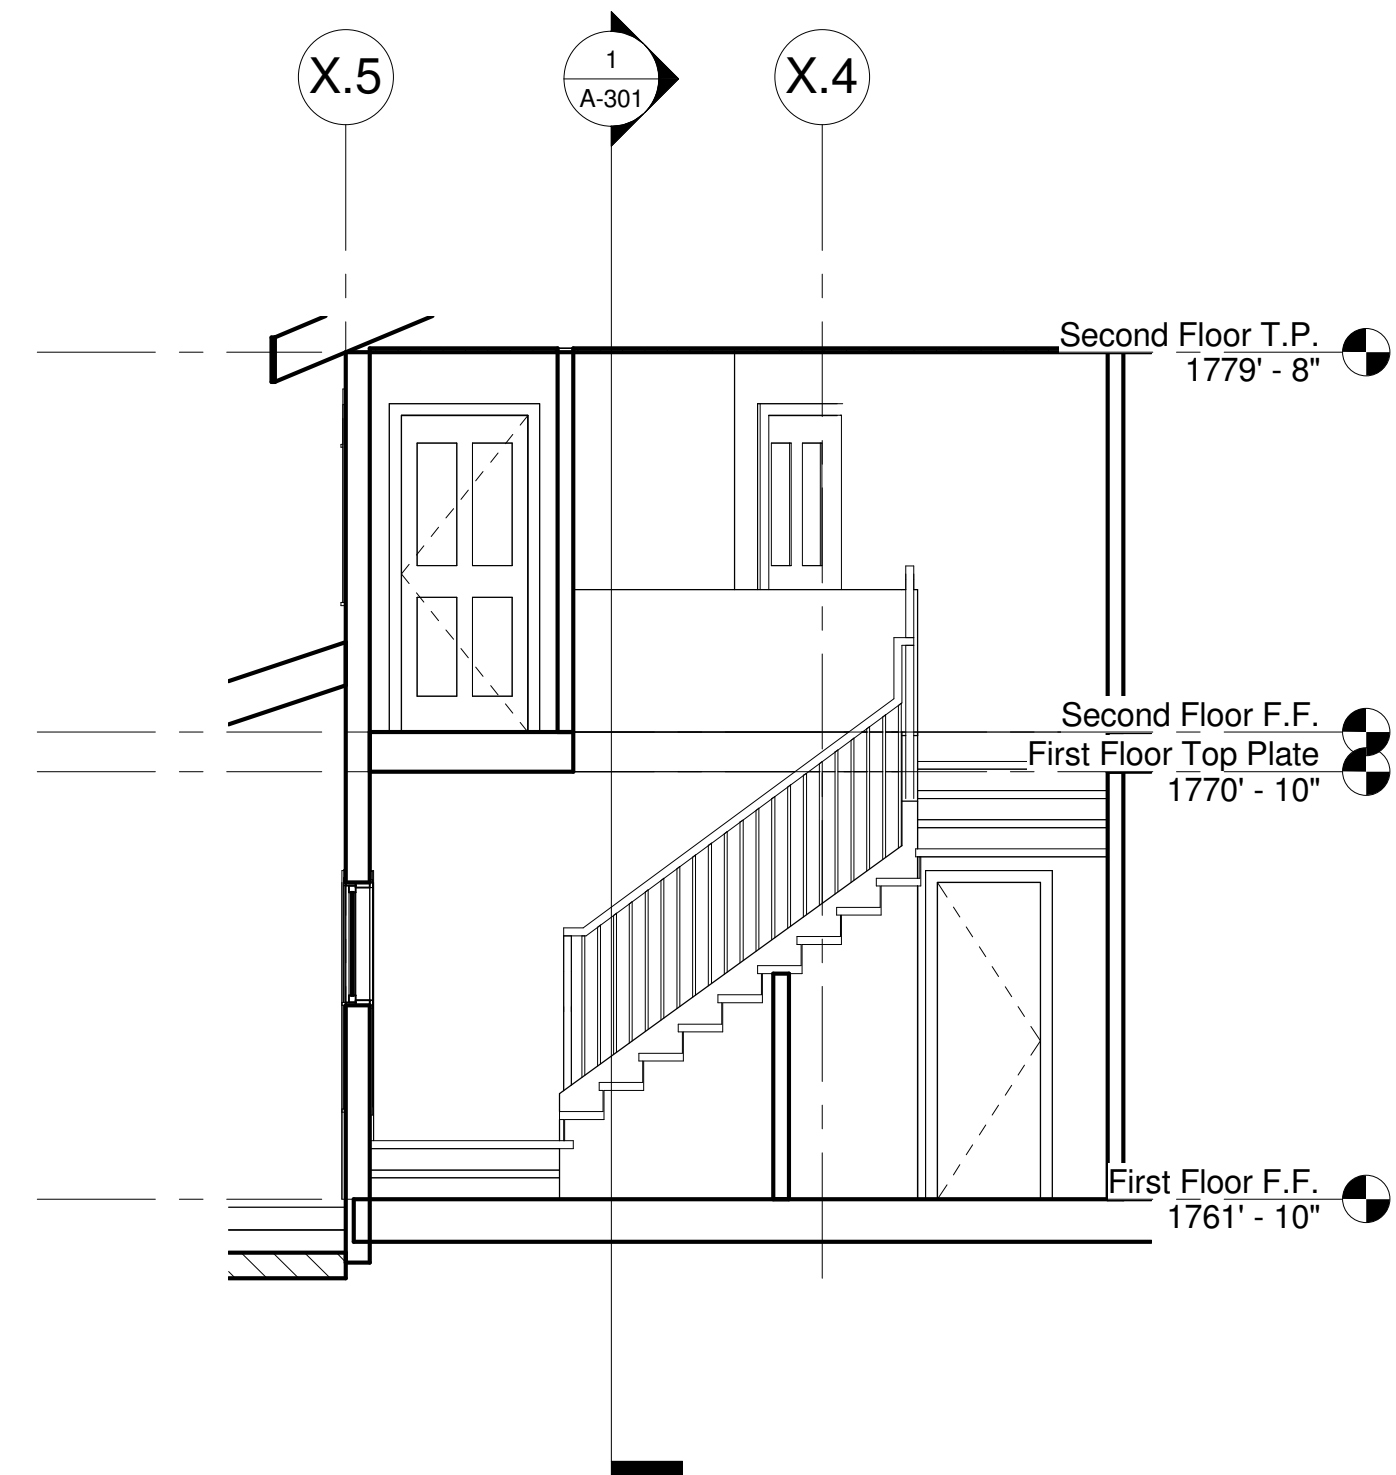 X.5
1
A-301
X.4
Second Floor T.P.
1779' - 8"
Second Floor F.F.
First Floor Top Plate
1770' - 10"
First Floor F.F.
1761' - 10"